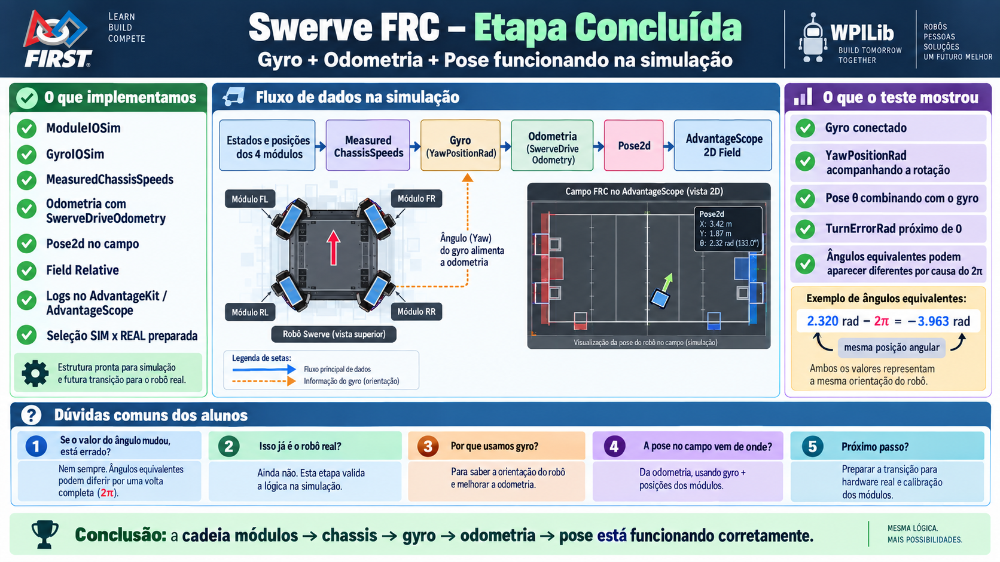 FIRST®
LEARN
BUILD
COMPETE
Swerve FRC – Etapa Concluída
Gyro + Odometria + Pose funcionando na simulação
WPILib
BUILD TOMORROW
TOGETHER
ROBÔS
PESSOAS
SOLUÇÕES
UM FUTURO MELHOR
O que implementamos
ModuleIOSim
GyroIOSim
MeasuredChassisSpeeds
Odometria com
SwerveDriveOdometry
Pose2d no campo
Field Relative
Logs no AdvantageKit /
AdvantageScope
Seleção SIM x REAL preparada
Estrutura pronta para simulação
e futura transição para o robô real.
Fluxo de dados na simulação
Estados e posições
dos 4 módulos
Measured
ChassisSpeeds
Gyro
(YawPositionRad)
Odometria
(SwerveDrive
Odometry)
Pose2d
AdvantageScope
2D Field
Módulo FL
Módulo FR
Módulo RL
Módulo RR
Robô Swerve (vista superior)
Ângulo (Yaw)
do gyro alimenta
a odometria
Campo FRC no AdvantageScope (vista 2D)
Pose2d
X: 3.42 m
Y: 1.87 m
θ: 2.32 rad (133.0°)
Visualização da pose do robô no campo (simulação)
Legenda de setas:
Fluxo principal de dados
Informação do gyro (orientação)
O que o teste mostrou
Gyro conectado
YawPositionRad
acompanhando a rotação
Pose θ combinando com o gyro
TurnErrorRad próximo de 0
Ângulos equivalentes podem
aparecer diferentes por causa do 2π
Exemplo de ângulos equivalentes:
2.320 rad − 2π = −3.963 rad
mesma posição angular
Ambos os valores representam
a mesma orientação do robô.
? Dúvidas comuns dos alunos
1 Se o valor do ângulo mudou,
está errado?
Nem sempre. Ângulos equivalentes
podem diferir por uma volta
completa (2π).
2 Isso já é o robô real?
Ainda não. Esta etapa valida
a lógica na simulação.
3 Por que usamos gyro?
Para saber a orientação do robô
e melhorar a odometria.
4 A pose no campo vem de onde?
Da odometria, usando gyro +
posições dos módulos.
5 Próximo passo?
Preparar a transição para
hardware real e calibração
dos módulos.
Conclusão: a cadeia módulos → chassis → gyro → odometria → pose está funcionando corretamente.
MESMA LÓGICA.
MAIS POSSIBILIDADES.